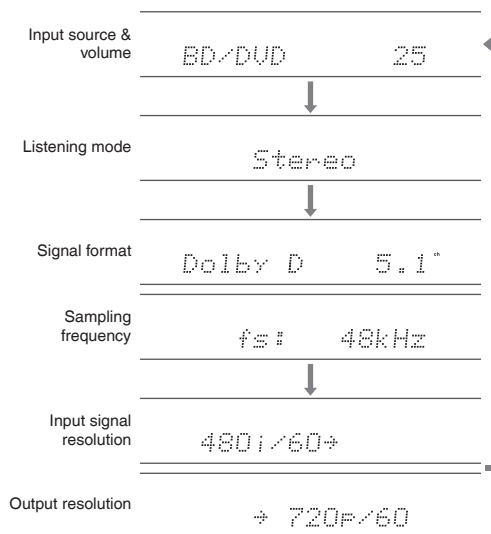 Input source &
volume
BD/DVD 25
Listening mode
Stereo
Signal format
Dolby D 5.1
Sampling
frequency
fs: 48kHz
Input signal
resolution
480i/60→
Output resolution
→ 720p/60